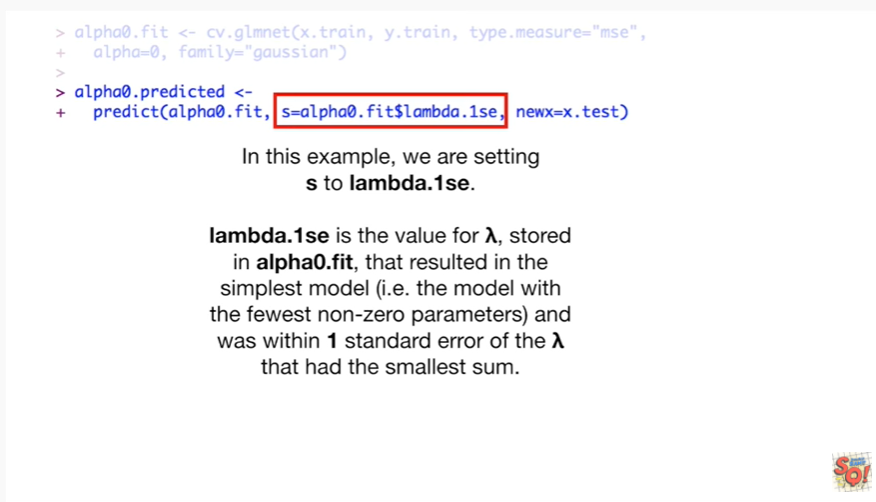 > alpha0.fit <- cv.glmnet(x.train, y.train, type.measure="mse",
+ alpha=0, family="gaussian")
>
> alpha0.predicted <-
+ predict(alpha0.fit, s=alpha0.fit$lambda.1se, newx=x.test)
In this example, we are setting
s to lambda.1se.
lambda.1se is the value for λ, stored
in alpha0.fit, that resulted in the
simplest model (i.e. the model with
the fewest non-zero parameters) and
was within 1 standard error of the λ
that had the smallest sum.
SQ!